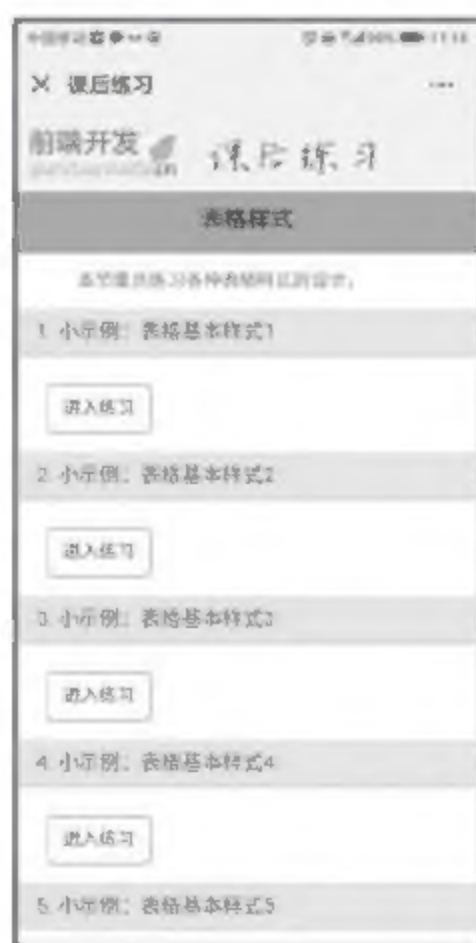 × 课后练习 ...
前端开发 课后练习
表格样式
本节重点练习各种表格样式的设计。
1. 小示例：表格基本样式1
进入练习
2. 小示例：表格基本样式2
进入练习
3. 小示例：表格基本样式3
进入练习
4. 小示例：表格基本样式4
进入练习
5. 小示例：表格基本样式5